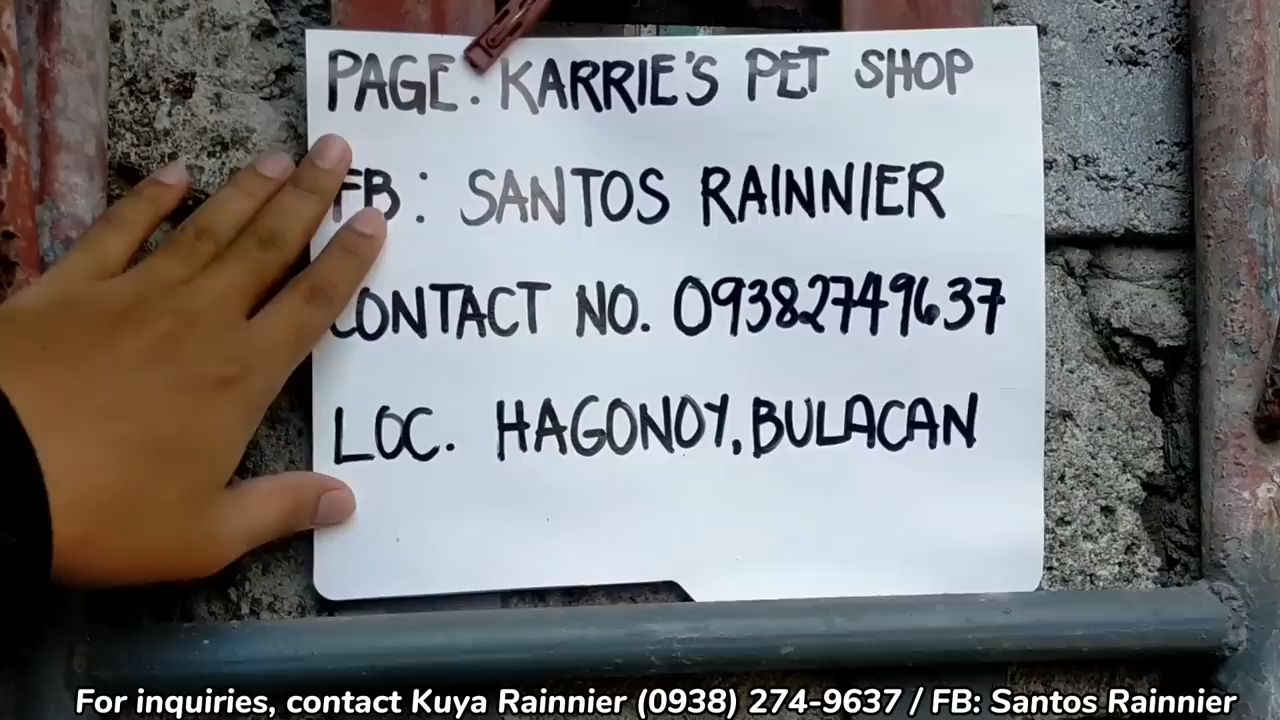 PAGE. KARRIE'S PET SHOP
FB: SANTOS RAINNIER
CONTACT NO. 09382749637
LOC. HAGONOY, BULACAN
For inquiries, contact Kuya Rainnier (0938) 274-9637 / FB: Santos Rainnier